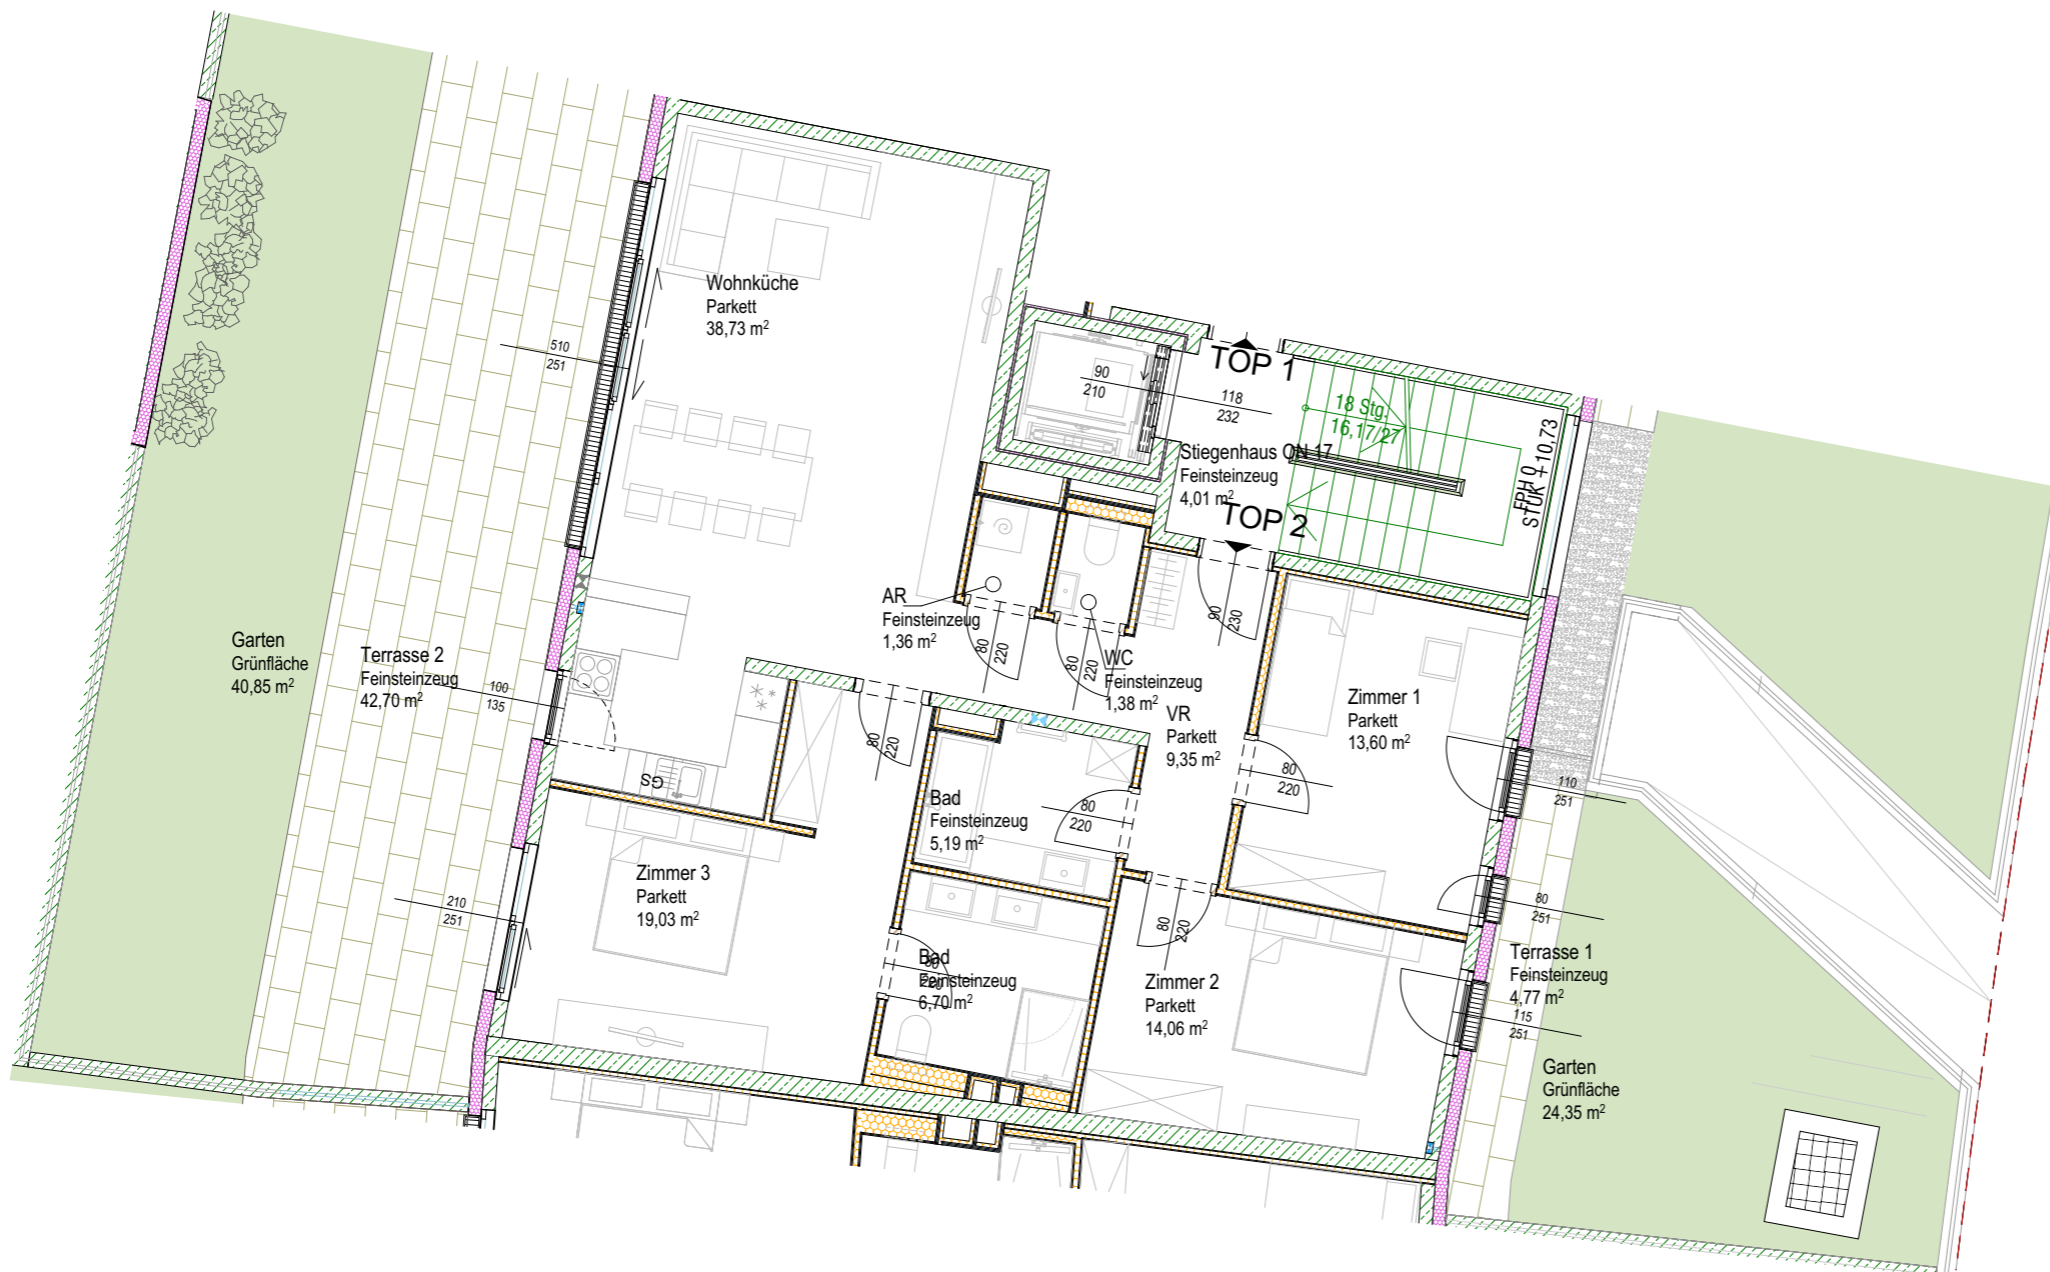 Wohnküche
Parkett
38,73 m²
510
251
90
210
TOP 1
118
232
18 Stg.
16,17/27
Stiegenhaus ON 17
Feinsteinzeug
4,01 m²
TOP 2
FPH 0
STUK +10,73
AR
Feinsteinzeug
1,36 m²
80
220
WC
Feinsteinzeug
1,38 m²
80
220
90
230
Garten
Grünfläche
40,85 m²
Terrasse 2
Feinsteinzeug
42,70 m²
100
135
GS
80
220
VR
Parkett
9,35 m²
Zimmer 1
Parkett
13,60 m²
80
220
110
251
Bad
Feinsteinzeug
5,19 m²
80
220
Zimmer 3
Parkett
19,03 m²
210
251
80
220
80
251
Bad
Feinsteinzeug
6,70 m²
80
220
Zimmer 2
Parkett
14,06 m²
Terrasse 1
Feinsteinzeug
4,77 m²
115
251
Garten
Grünfläche
24,35 m²